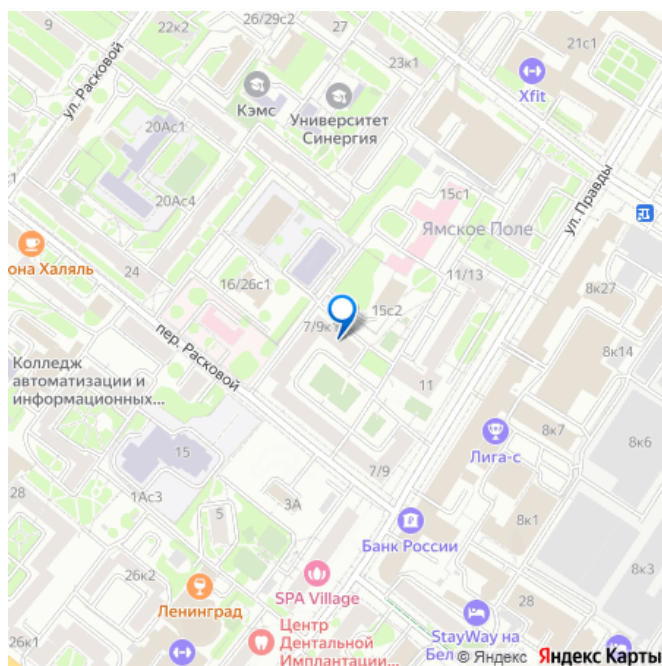 9
22к2
26/29с2
27
21с1
ул. Расковой
23к1
Xfit
Кэмс
Университет
Синергия
20Ас1
15с1
ул. Правды
20Ас4
Ямское Поле
она Халяль
24
11/13
16/26с1
8к27
15с2
7/9к1
пер. Расковой
8к14
Колледж
автоматизации и
информационных...
11
8к7
8к6
Лига-с
15
7/9
28
1Ас3
3А
5
8к1
Банк России
8к3
26к2
SPA Village
Ленинград
28
StayWay на
Бел
Центр
Дентальной
Имплантации...
26к1
© Яндекс Яндекс Карты